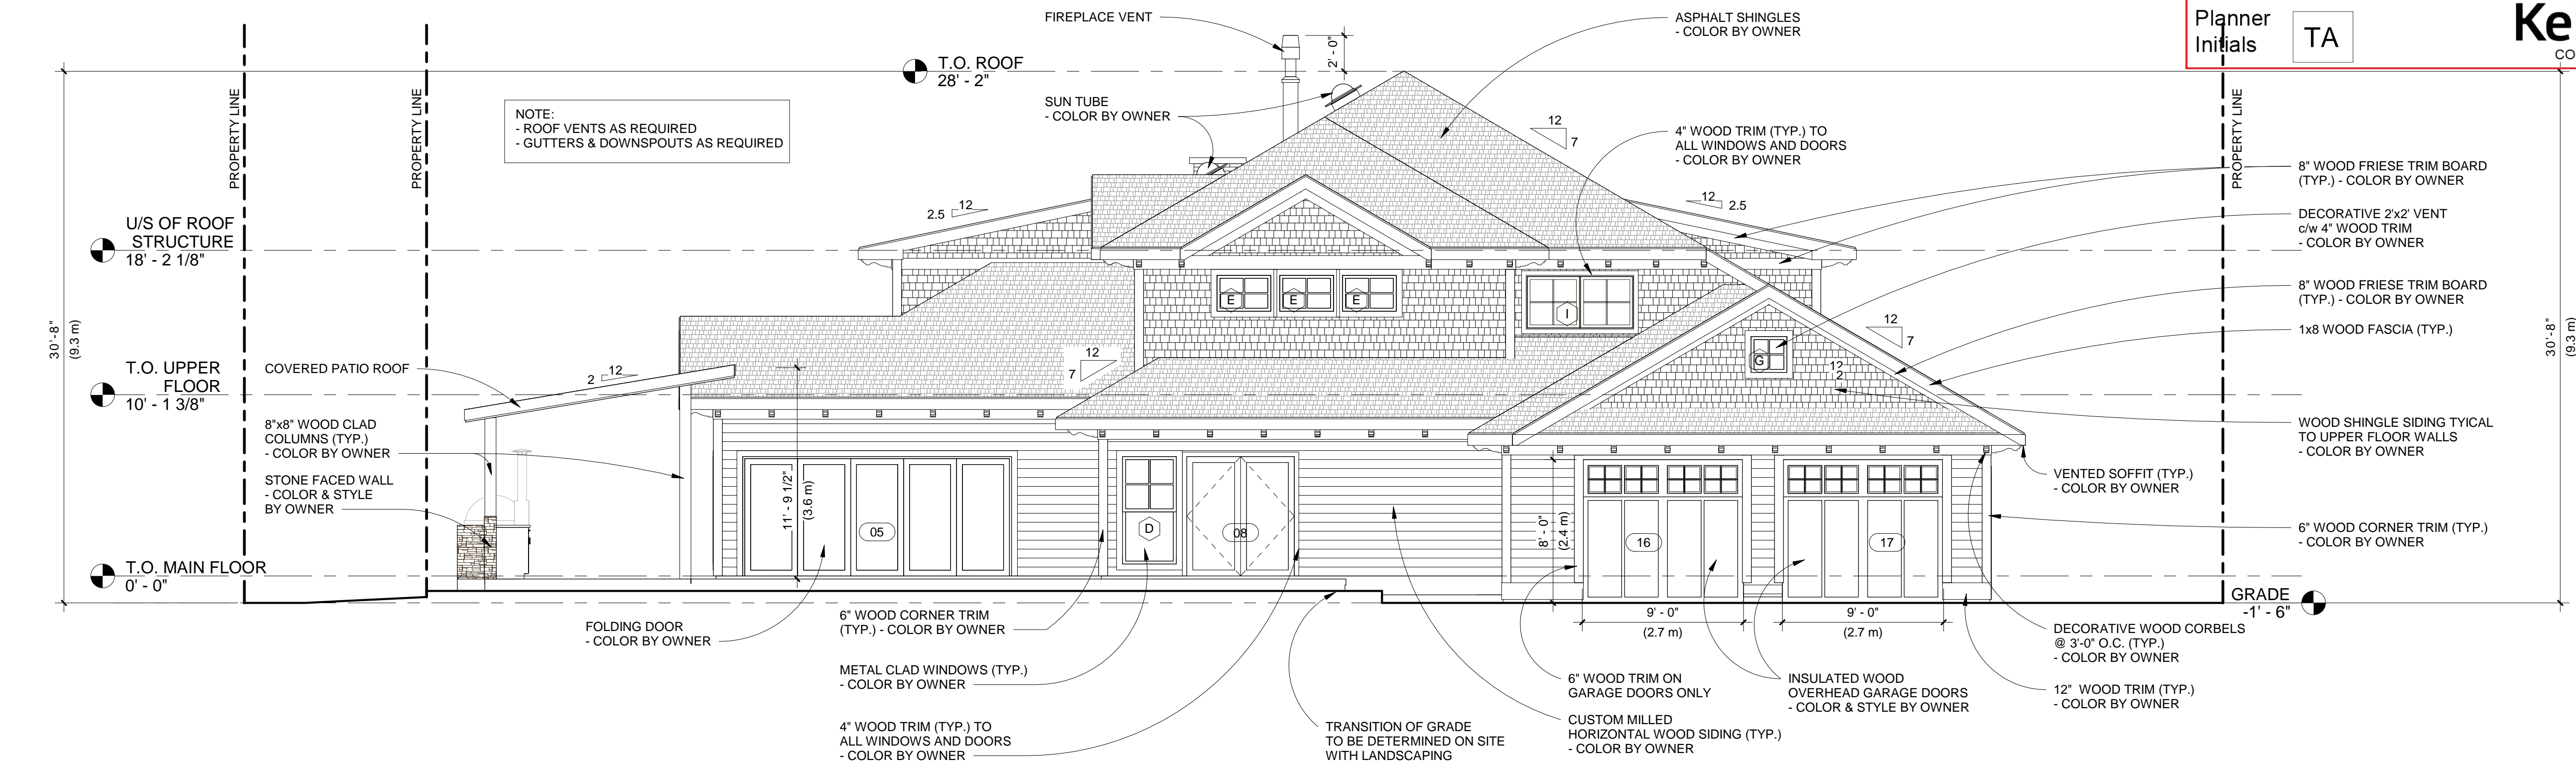 Planner
Initials
TA
Ke
CO
FIREPLACE VENT
ASPHALT SHINGLES
- COLOR BY OWNER
2' - 0"
T.O. ROOF
28' - 2"
PROPERTY LINE
PROPERTY LINE
PROPERTY LINE
NOTE:
- ROOF VENTS AS REQUIRED
- GUTTERS & DOWNSPOUTS AS REQUIRED
SUN TUBE
- COLOR BY OWNER
12
7
4" WOOD TRIM (TYP.) TO
ALL WINDOWS AND DOORS
- COLOR BY OWNER
8" WOOD FRIESE TRIM BOARD
(TYP.) - COLOR BY OWNER
12
2.5
12
2.5
DECORATIVE 2'x2' VENT
c/w 4" WOOD TRIM
- COLOR BY OWNER
U/S OF ROOF
STRUCTURE
18' - 2 1/8"
8" WOOD FRIESE TRIM BOARD
(TYP.) - COLOR BY OWNER
E
E
E
I
30'-8"
(9.3 m)
12
7
1x8 WOOD FASCIA (TYP.)
30'-8"
(9.3 m)
G
12
2
12
7
T.O. UPPER
FLOOR
10' - 1 3/8"
COVERED PATIO ROOF
12
2
8"x8" WOOD CLAD
COLUMNS (TYP.)
- COLOR BY OWNER
WOOD SHINGLE SIDING TYICAL
TO UPPER FLOOR WALLS
- COLOR BY OWNER
STONE FACED WALL
- COLOR & STYLE
BY OWNER
VENTED SOFFIT (TYP.)
- COLOR BY OWNER
11' - 9 1/2"
(3.6 m)
05
D
08
8' - 0"
(2.4 m)
16
17
6" WOOD CORNER TRIM (TYP.)
- COLOR BY OWNER
T.O. MAIN FLOOR
0' - 0"
GRADE
-1' - 6"
9' - 0"
(2.7 m)
9' - 0"
(2.7 m)
FOLDING DOOR
- COLOR BY OWNER
6" WOOD CORNER TRIM
(TYP.) - COLOR BY OWNER
DECORATIVE WOOD CORBELS
@ 3'-0" O.C. (TYP.)
- COLOR BY OWNER
METAL CLAD WINDOWS (TYP.)
- COLOR BY OWNER
6" WOOD TRIM ON
GARAGE DOORS ONLY
INSULATED WOOD
OVERHEAD GARAGE DOORS
- COLOR & STYLE BY OWNER
12" WOOD TRIM (TYP.)
- COLOR BY OWNER
4" WOOD TRIM (TYP.) TO
ALL WINDOWS AND DOORS
- COLOR BY OWNER
TRANSITION OF GRADE
TO BE DETERMINED ON SITE
WITH LANDSCAPING
CUSTOM MILLED
HORIZONTAL WOOD SIDING (TYP.)
- COLOR BY OWNER